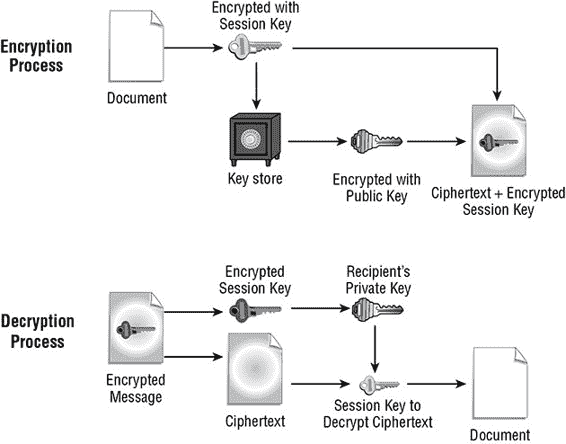 Encryption
Process
Encrypted with
Session Key
Document
Key store
Encrypted with
Public Key
Ciphertext + Encrypted
Session Key
Decryption
Process
Encrypted
Session Key
Recipient's
Private Key
Encrypted
Message
Ciphertext
Session Key to
Decrypt Ciphertext
Document